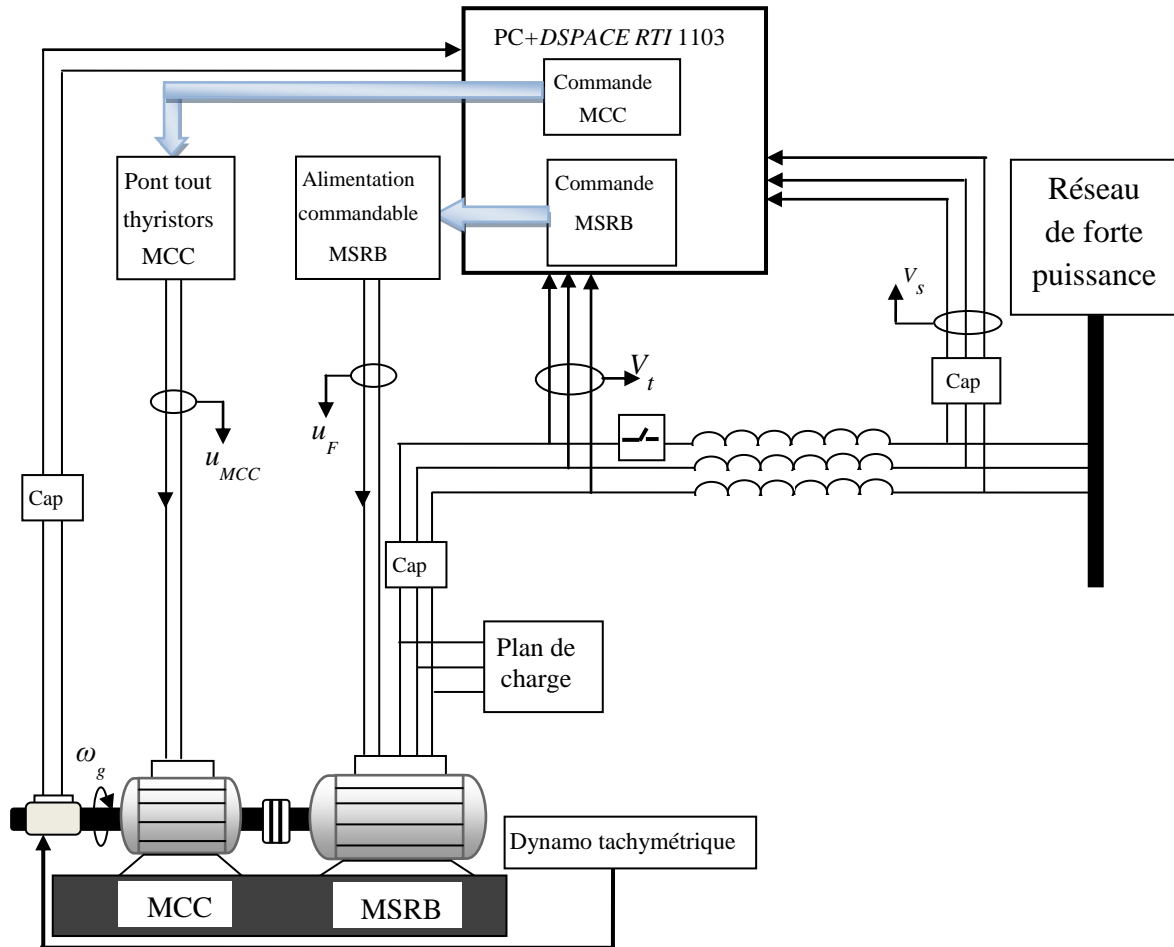 PC+DSPACE RTI 1103
Commande
MCC
Pont tout
thyristors
MCC
Alimentation
commandable
MSRB
Commande
MSRB
Réseau
de forte
puissance
V_s
Cap
V_t
u_F
u_MCC
Cap
Cap
Plan de
charge
ω_g
Dynamo tachymétrique
MCC
MSRB